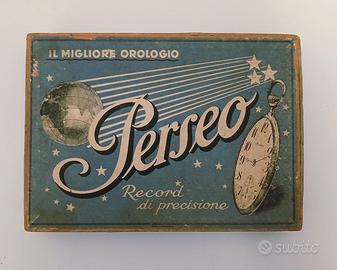 IL MIGLIORE OROLOGIO
Perseo
Record
di precisione
subito